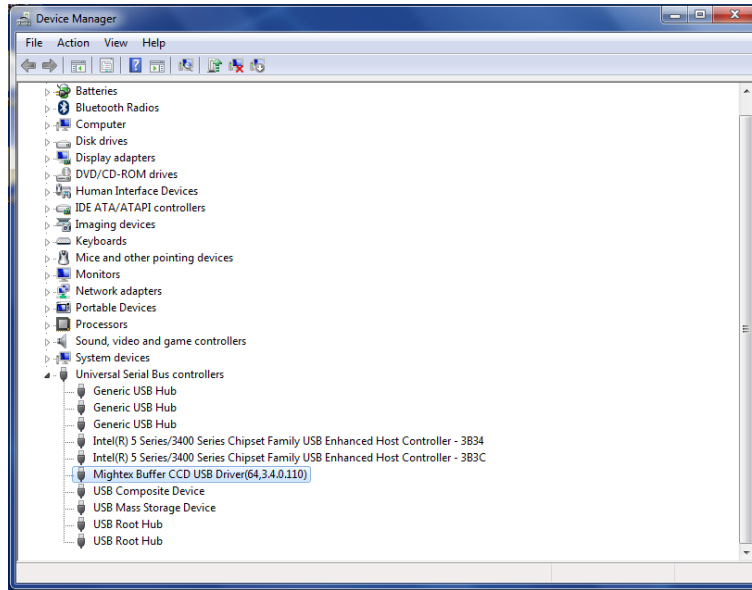 Device Manager
File Action View Help
Batteries
Bluetooth Radios
Computer
Disk drives
Display adapters
DVD/CD-ROM drives
Human Interface Devices
IDE ATA/ATAPI controllers
Imaging devices
Keyboards
Mice and other pointing devices
Monitors
Network adapters
Portable Devices
Processors
Sound, video and game controllers
System devices
Universal Serial Bus controllers
Generic USB Hub
Generic USB Hub
Generic USB Hub
Intel(R) 5 Series/3400 Series Chipset Family USB Enhanced Host Controller - 3B34
Intel(R) 5 Series/3400 Series Chipset Family USB Enhanced Host Controller - 3B3C
Mightex Buffer CCD USB Driver(64,3.4.0.110)
USB Composite Device
USB Mass Storage Device
USB Root Hub
USB Root Hub